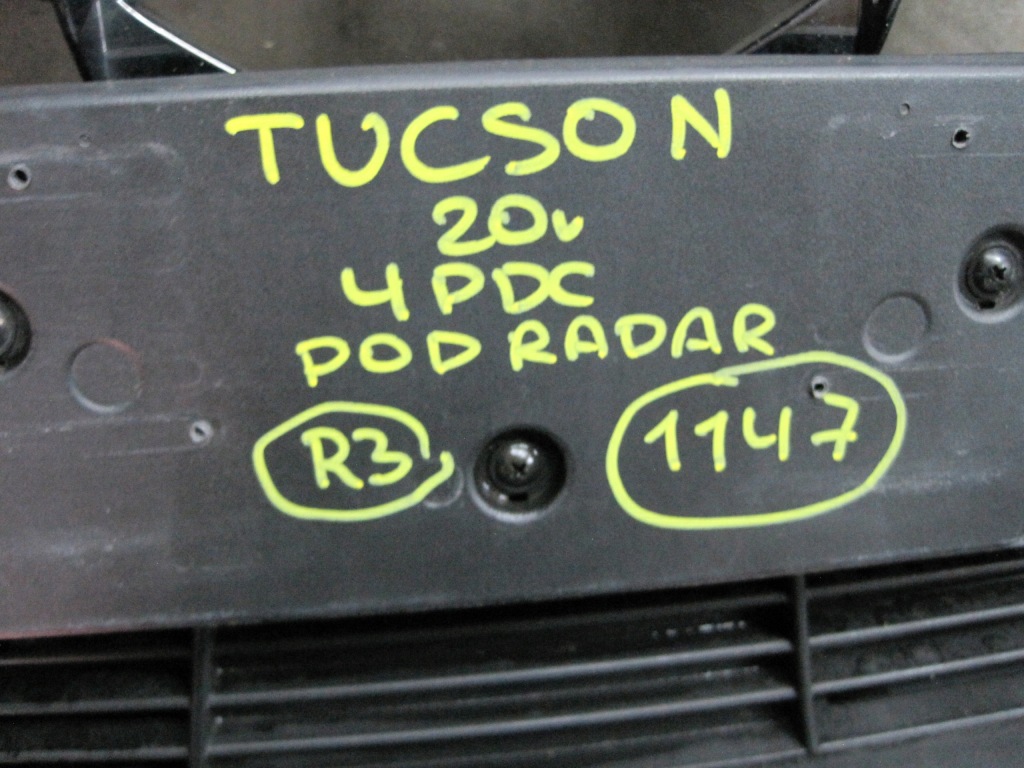 TUCSON
20v
4 PDC
POD RADAR
R3 1147